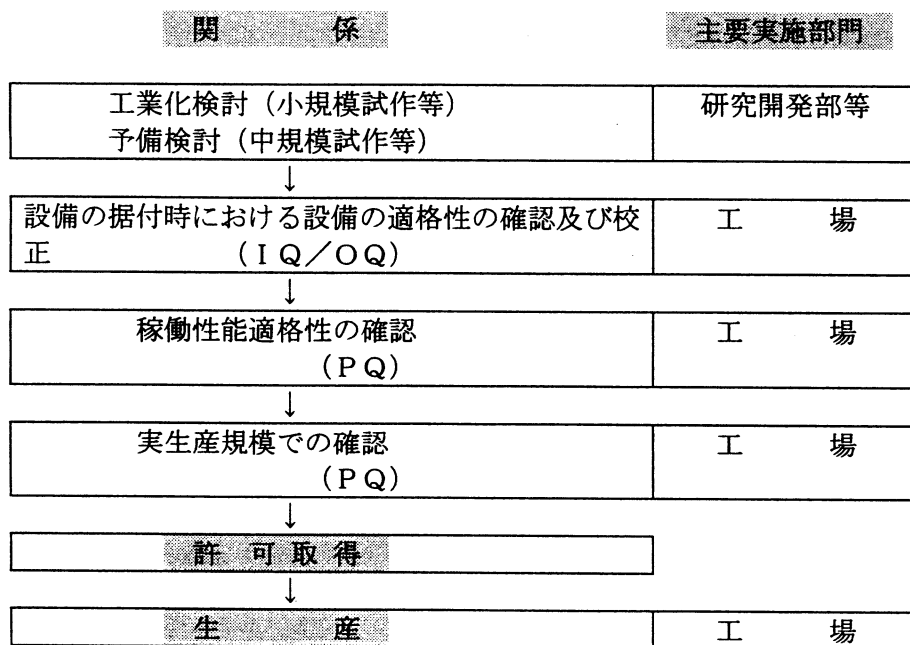 関　　係　　主要実施部門
工業化検討（小規模試作等）　研究開発部等
予備検討（中規模試作等）
↓
設備の据付時における設備の適格性の確認及び校　工　　場
正　　（ＩＱ／ＯＱ）
↓
稼働性能適格性の確認　工　　場
（ＰＱ）
↓
実生産規模での確認　工　　場
（ＰＱ）
↓
許　可　取　得
↓
生　　産　　工　　場